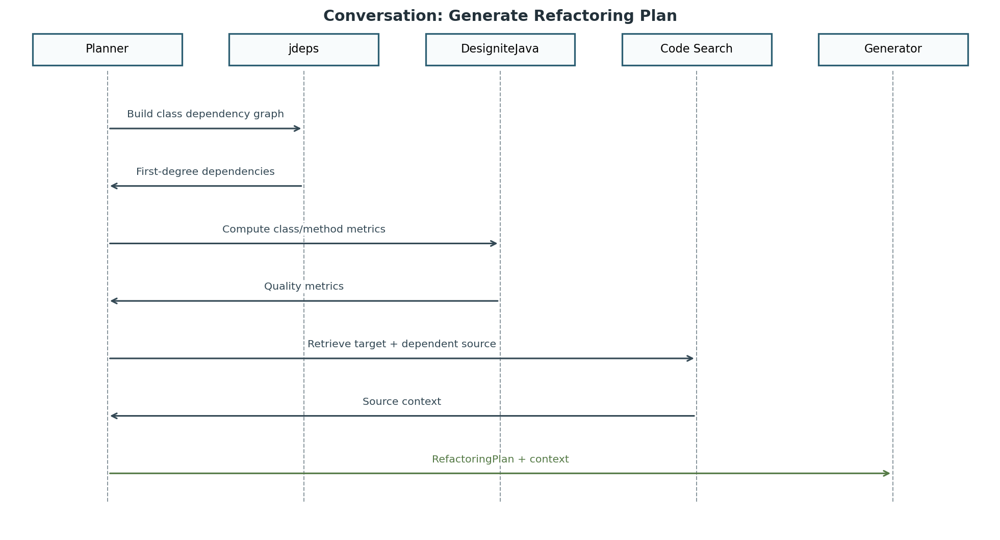 Conversation: Generate Refactoring Plan
Planner
jdeps
DesigniteJava
Code Search
Generator
Build class dependency graph
First-degree dependencies
Compute class/method metrics
Quality metrics
Retrieve target + dependent source
Source context
RefactoringPlan + context